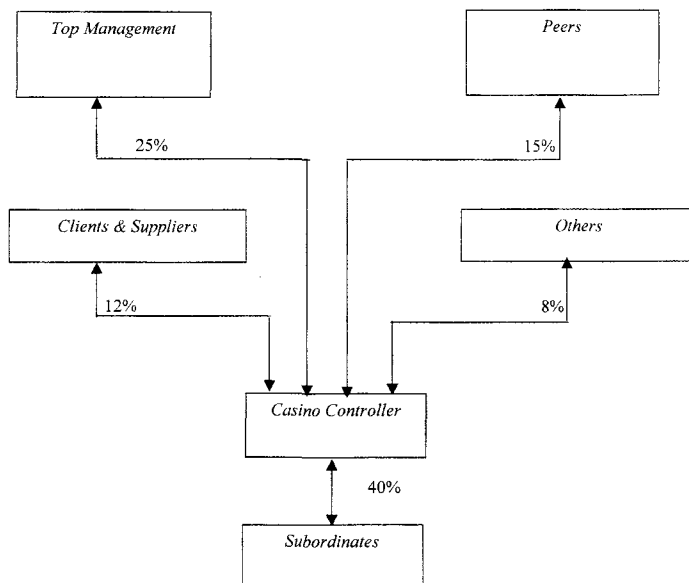 Top Management
Peers
25%
15%
Clients & Suppliers
Others
12%
8%
Casino Controller
40%
Subordinates